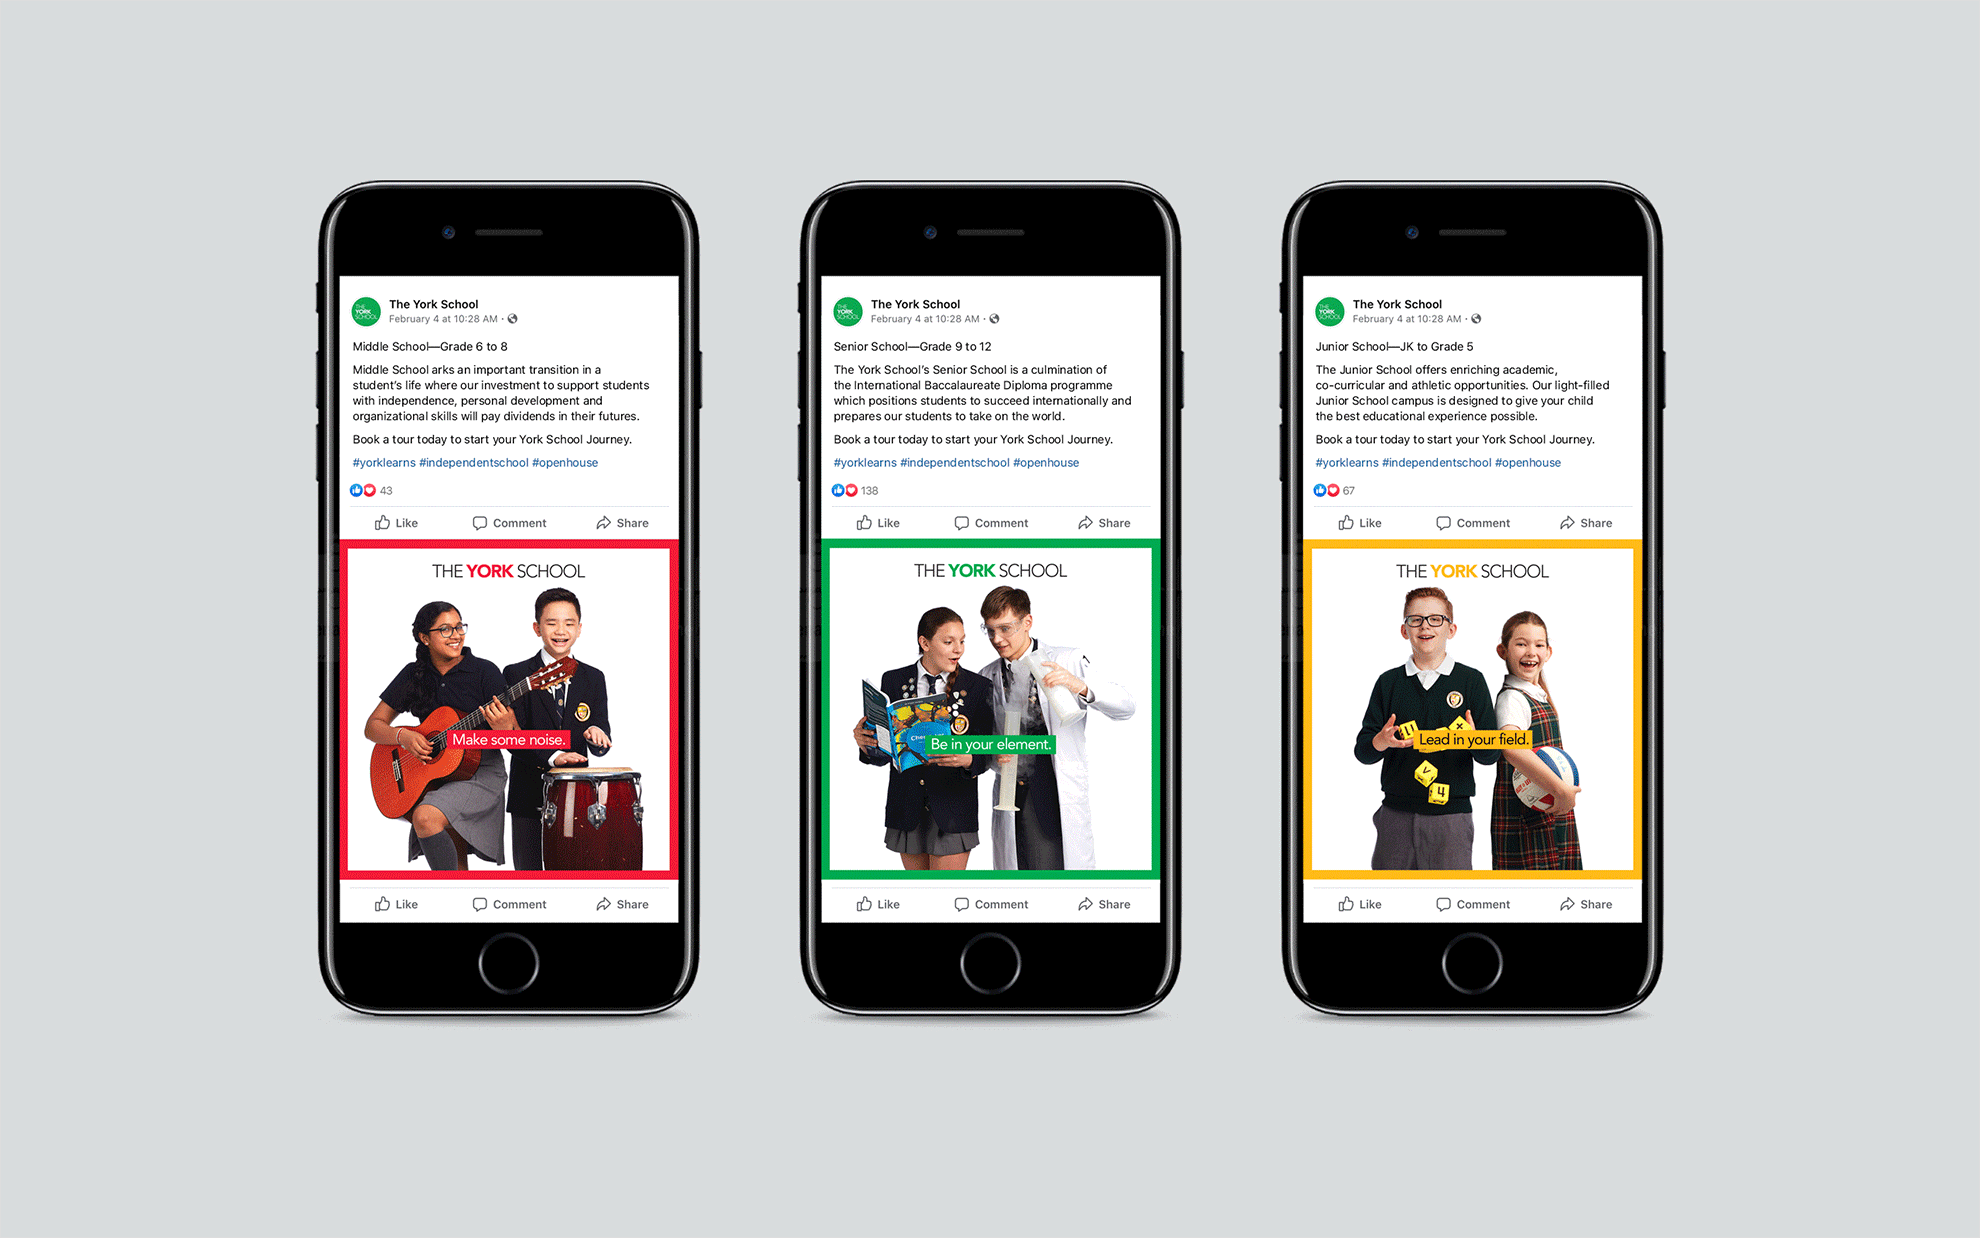 THE
YORK
SCHOOL
The York School
February 4 at 10:28 AM ·
Middle School—Grade 6 to 8
Middle School arks an important transition in a
student's life where our investment to support students
with independence, personal development and
organizational skills will pay dividends in their futures.
Book a tour today to start your York School Journey.
#yorklearns #independentschool #openhouse
43
Like Comment Share
THE YORK SCHOOL
Make some noise.
Like Comment Share
THE
YORK
SCHOOL
The York School
February 4 at 10:28 AM ·
Senior School—Grade 9 to 12
The York School's Senior School is a culmination of
the International Baccalaureate Diploma programme
which positions students to succeed internationally and
prepares our students to take on the world.
Book a tour today to start your York School Journey.
#yorklearns #independentschool #openhouse
138
Like Comment Share
THE YORK SCHOOL
Be in your element.
Like Comment Share
THE
YORK
SCHOOL
The York School
February 4 at 10:28 AM ·
Junior School—JK to Grade 5
The Junior School offers enriching academic,
co-curricular and athletic opportunities. Our light-filled
Junior School campus is designed to give your child
the best educational experience possible.
Book a tour today to start your York School Journey.
#yorklearns #independentschool #openhouse
67
Like Comment Share
THE YORK SCHOOL
Lead in your field.
4
Like Comment Share